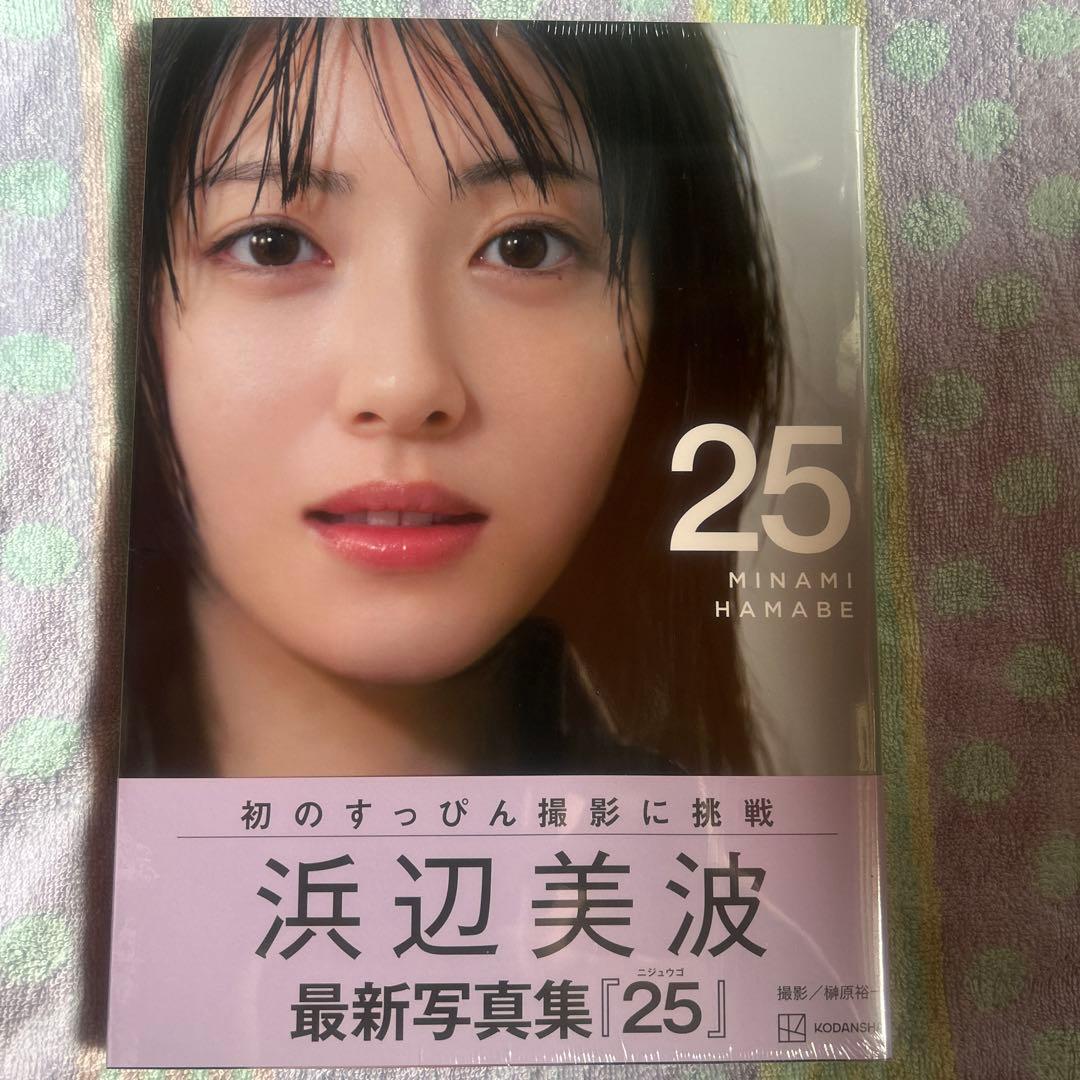 25
MINAMI
HAMABE
初のすっぴん撮影に挑戦
浜辺美波
ニジュウゴ
最新写真集『25』
撮影／榊原裕一
KODANSHA